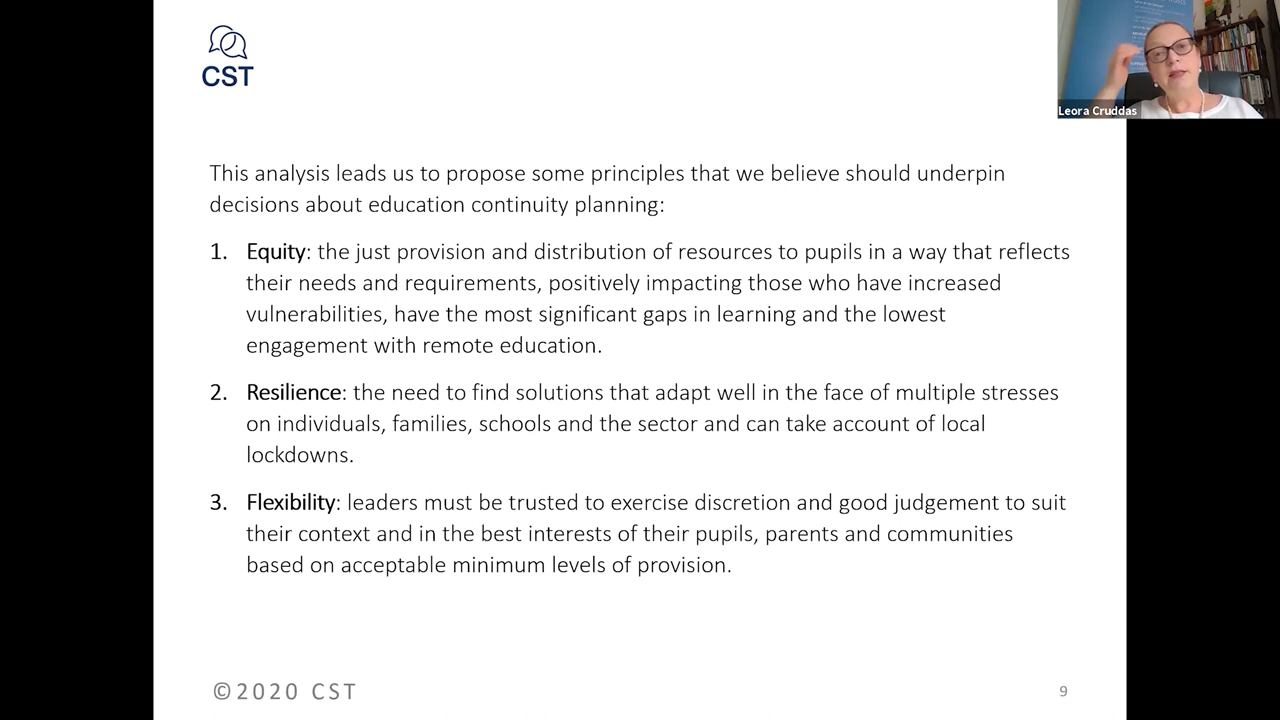 CST
Leora Cruddas
This analysis leads us to propose some principles that we believe should underpin
decisions about education continuity planning:
1. Equity: the just provision and distribution of resources to pupils in a way that reflects
their needs and requirements, positively impacting those who have increased
vulnerabilities, have the most significant gaps in learning and the lowest
engagement with remote education.
2. Resilience: the need to find solutions that adapt well in the face of multiple stresses
on individuals, families, schools and the sector and can take account of local
lockdowns.
3. Flexibility: leaders must be trusted to exercise discretion and good judgement to suit
their context and in the best interests of their pupils, parents and communities
based on acceptable minimum levels of provision.
©2020 CST
9